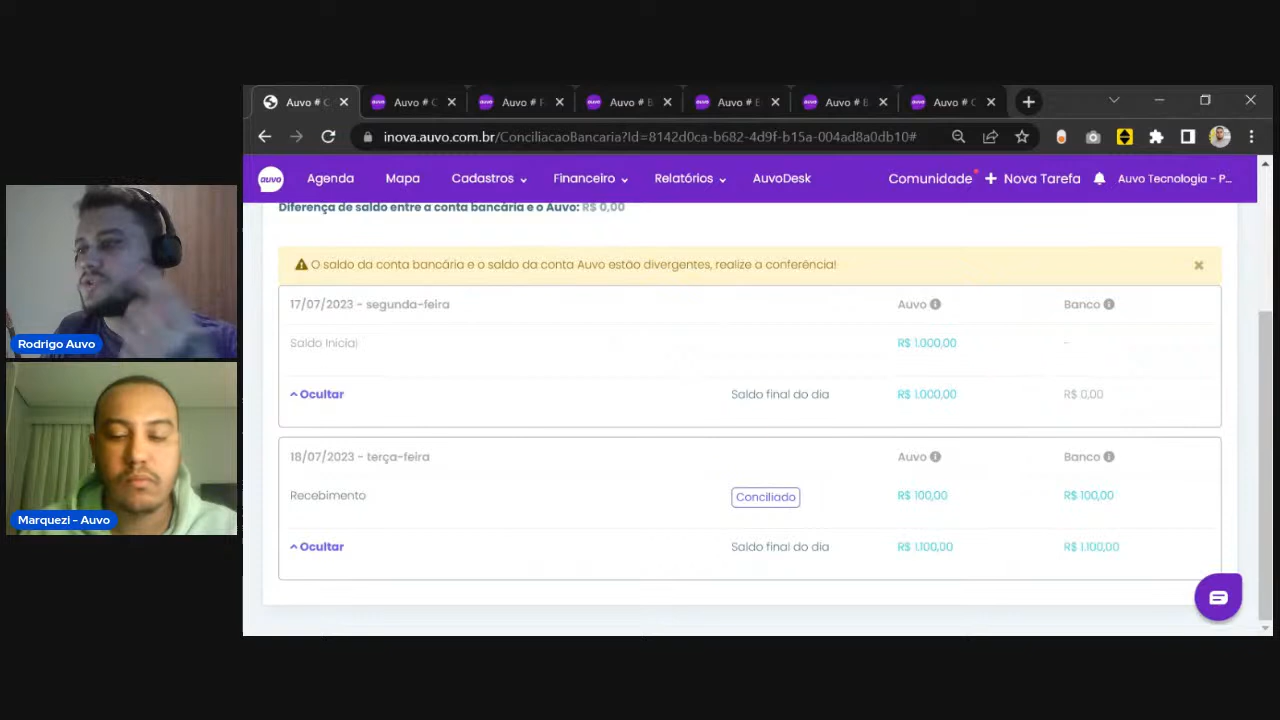 Auvo # C
Auvo # C
Auvo #
Auvo # E
Auvo # E
Auvo # E
Auvo # C
inova.auvo.com.br/ConciliacaoBancaria?Id=8142d0ca-b682-4d9f-b15a-004ad8a0db10#
auvo
Agenda
Mapa
Cadastros
Financeiro
Relatórios
AuvoDesk
Comunidade
Nova Tarefa
Auvo Tecnologia - P...
Diferença de saldo entre a conta bancária e o Auvo: R$ 0,00
O saldo da conta bancária e o saldo da conta Auvo estão divergentes, realize a conferência!
17/07/2023 - segunda-feira Auvo Banco
Saldo Inicial R$ 1.000,00 -
Ocultar Saldo final do dia R$ 1.000,00 R$ 0,00
18/07/2023 - terça-feira Auvo Banco
Recebimento Conciliado R$ 100,00 R$ 100,00
Ocultar Saldo final do dia R$ 1.100,00 R$ 1.100,00
Rodrigo Auvo
Marquezi - Auvo